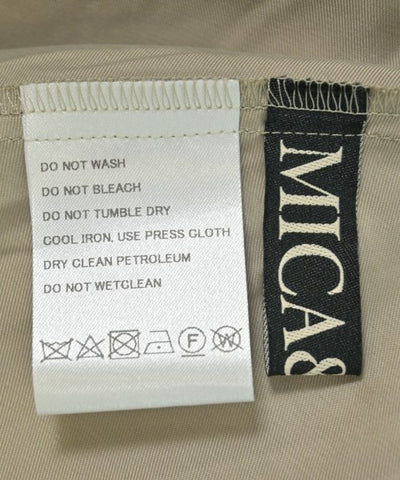 DO NOT WASH
DO NOT BLEACH
DO NOT TUMBLE DRY
COOL IRON, USE PRESS CLOTH
DRY CLEAN PETROLEUM
DO NOT WETCLEAN
F W
MICA&